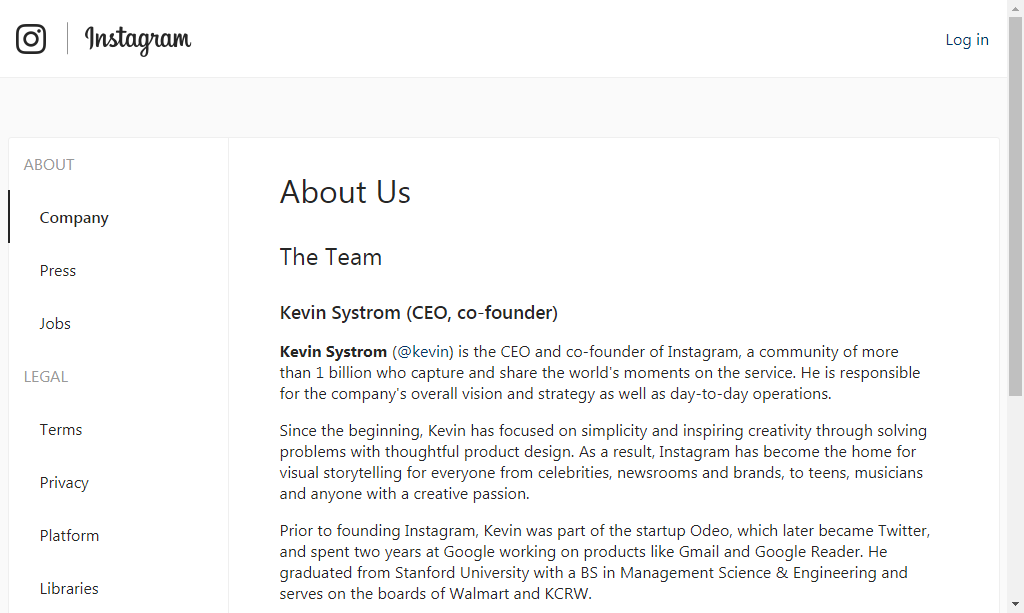 Instagram
Log in
ABOUT
Company
Press
Jobs
LEGAL
Terms
Privacy
Platform
Libraries
About Us
The Team
Kevin Systrom (CEO, co-founder)
Kevin Systrom (@kevin) is the CEO and co-founder of Instagram, a community of more
than 1 billion who capture and share the world's moments on the service. He is responsible
for the company's overall vision and strategy as well as day-to-day operations.
Since the beginning, Kevin has focused on simplicity and inspiring creativity through solving
problems with thoughtful product design. As a result, Instagram has become the home for
visual storytelling for everyone from celebrities, newsrooms and brands, to teens, musicians
and anyone with a creative passion.
Prior to founding Instagram, Kevin was part of the startup Odeo, which later became Twitter,
and spent two years at Google working on products like Gmail and Google Reader. He
graduated from Stanford University with a BS in Management Science & Engineering and
serves on the boards of Walmart and KCRW.